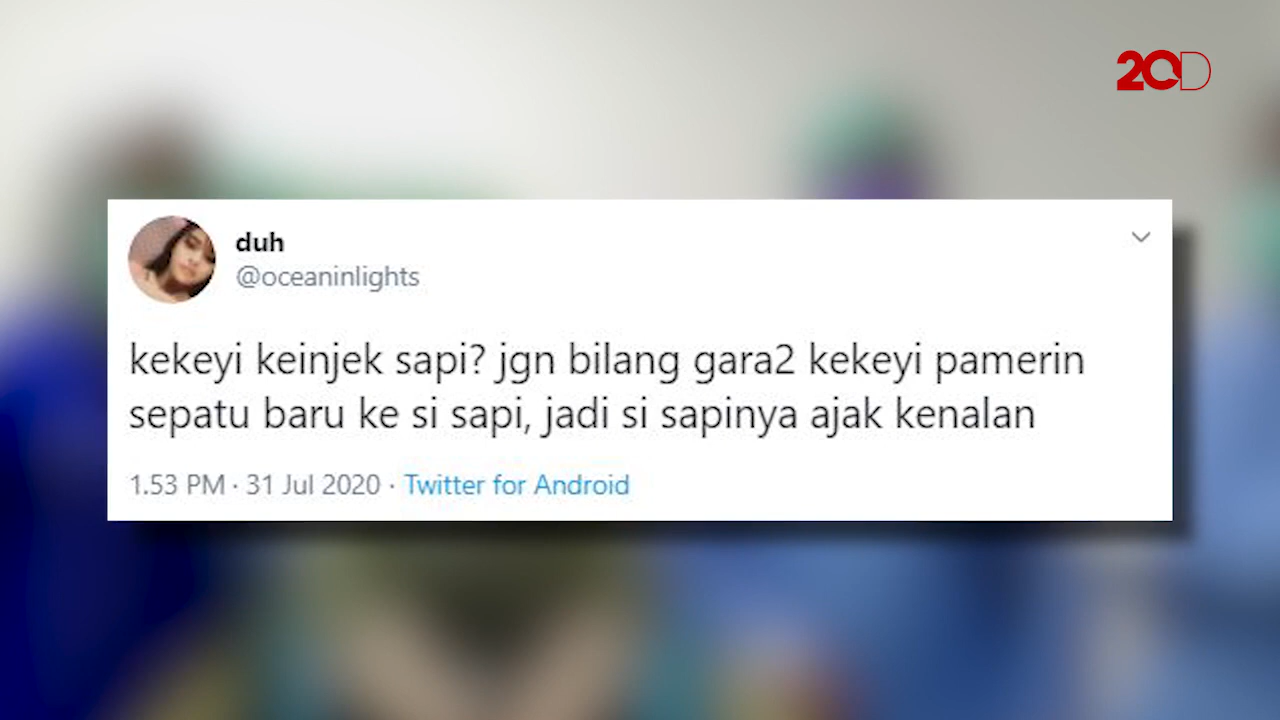 20D
duh
@oceaninlights
kekeyi keinjek sapi? jgn bilang gara2 kekeyi pamerin
sepatu baru ke si sapi, jadi si sapinya ajak kenalan
1.53 PM · 31 Jul 2020 · Twitter for Android